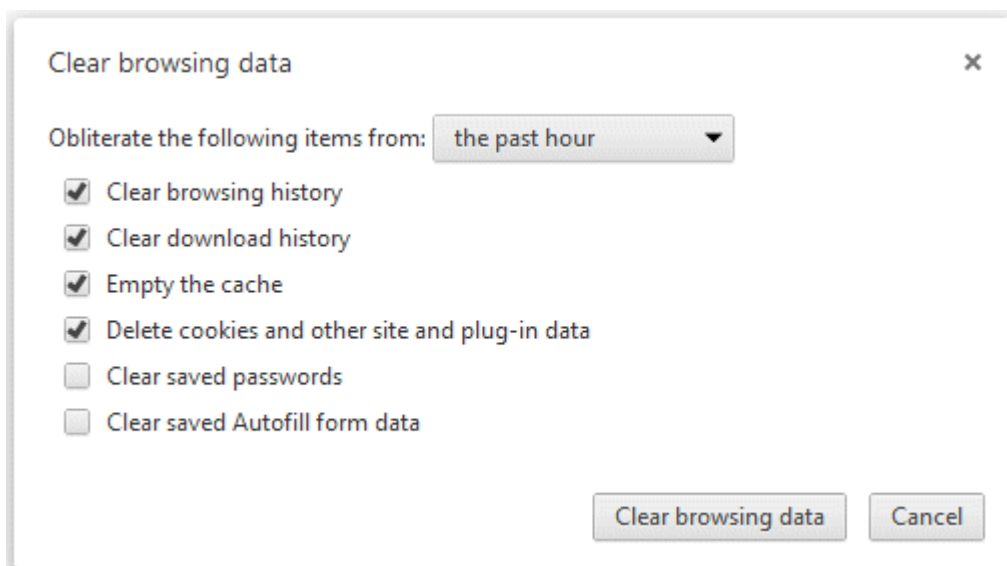 Clear browsing data
Obliterate the following items from: the past hour
Clear browsing history
Clear download history
Empty the cache
Delete cookies and other site and plug-in data
Clear saved passwords
Clear saved Autofill form data
Clear browsing data Cancel